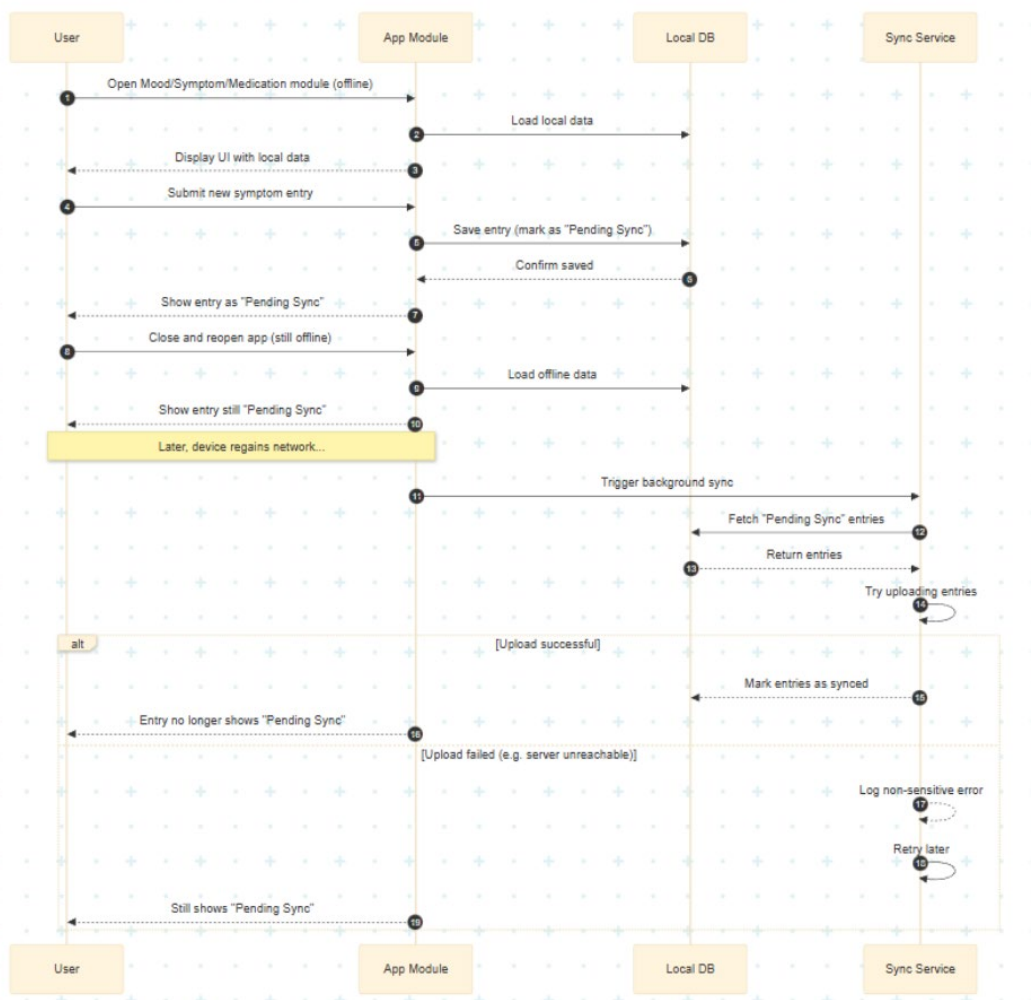 User
App Module
Local DB
Sync Service
Open Mood/Symptom/Medication module (offline)
1
Load local data
2
Display UI with local data
3
Submit new symptom entry
4
Save entry (mark as "Pending Sync")
5
Confirm saved
6
Show entry as "Pending Sync"
7
Close and reopen app (still offline)
8
Load offline data
9
Show entry still "Pending Sync"
10
Later, device regains network...
Trigger background sync
11
Fetch "Pending Sync" entries
12
Return entries
13
Try uploading entries
14
alt
[Upload successful]
Mark entries as synced
15
Entry no longer shows "Pending Sync"
16
[Upload failed (e.g. server unreachable)]
Log non-sensitive error
17
Retry later
18
Still shows "Pending Sync"
19
User
App Module
Local DB
Sync Service